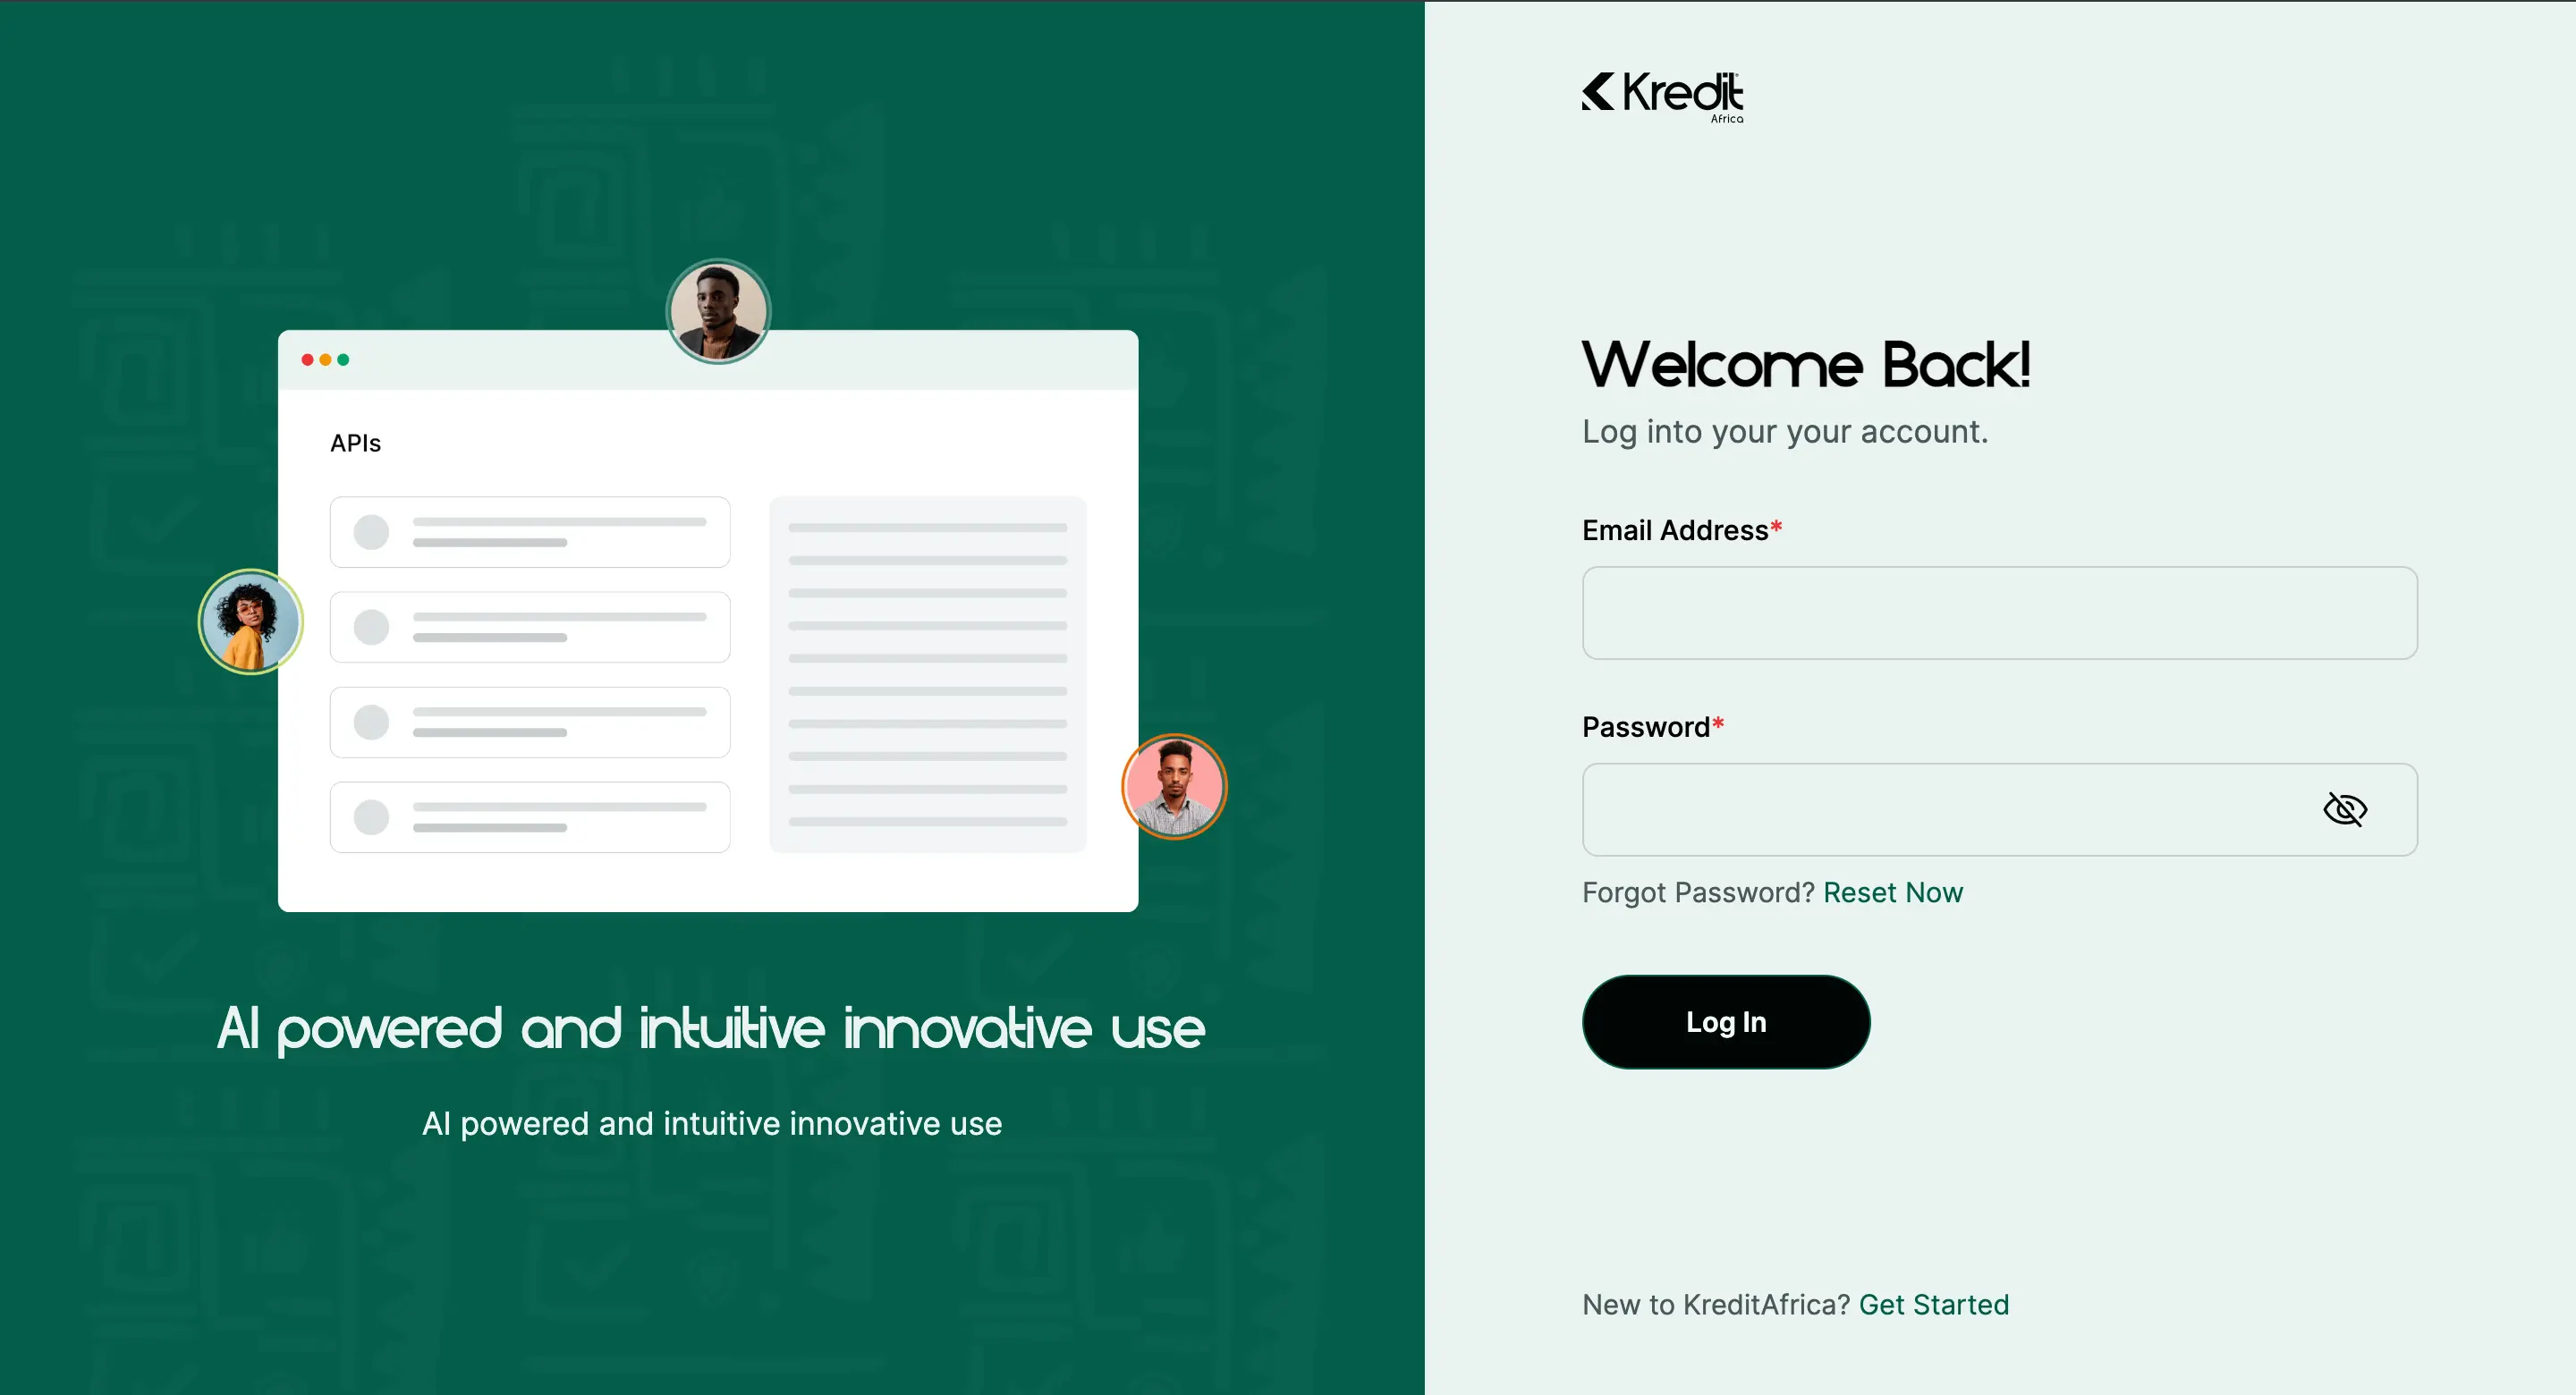 APIs
AI powered and intuitive innovative use
AI powered and intuitive innovative use
Kredit
Africa
Welcome Back!
Log into your your account.
Email Address*
Password*
Forgot Password? Reset Now
Log In
New to KreditAfrica? Get Started